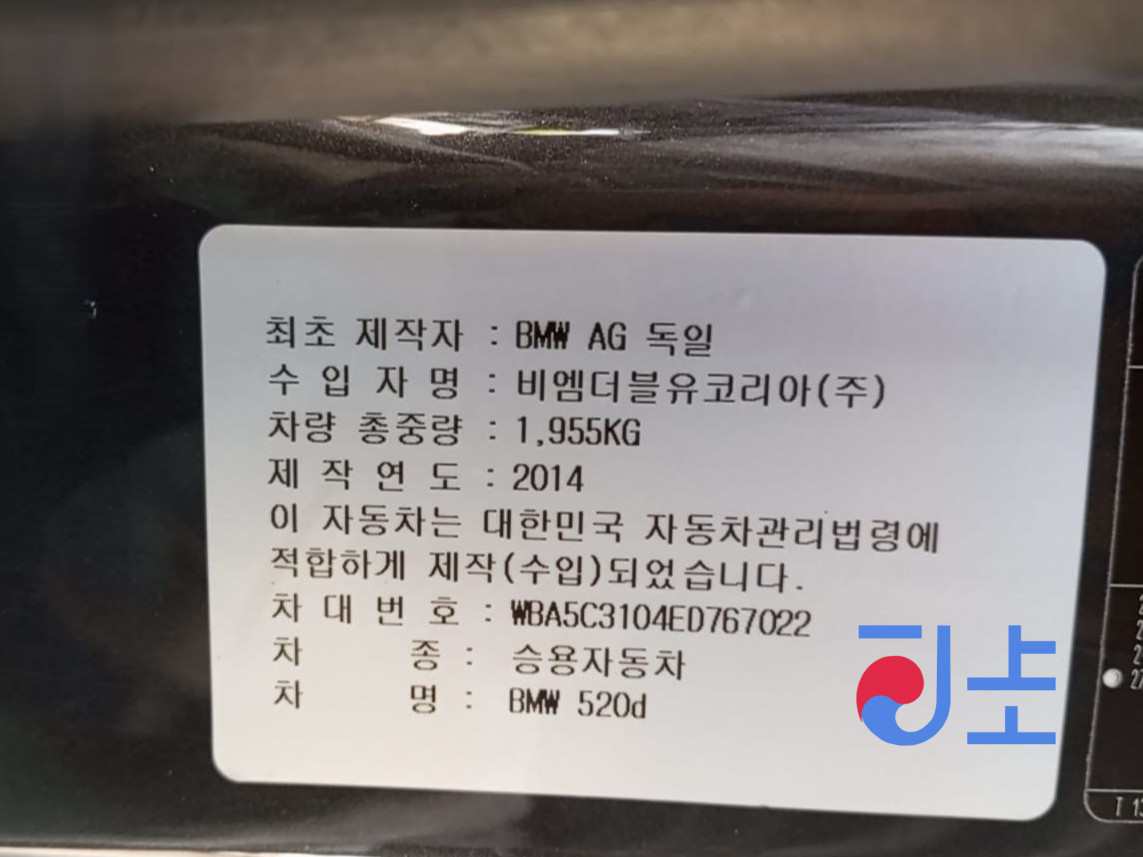 최초 제작자 : BMW AG 독일
수 입 자 명 : 비엠더블유코리아(주)
차량 총중량 : 1,955KG
제 작 연 도 : 2014
이 자동차는 대한민국 자동차관리법령에
적합하게 제작(수입)되었습니다.
차 대 번 호 : WBA5C3104ED767022
차 종 : 승용자동차
차 명 : BMW 520d